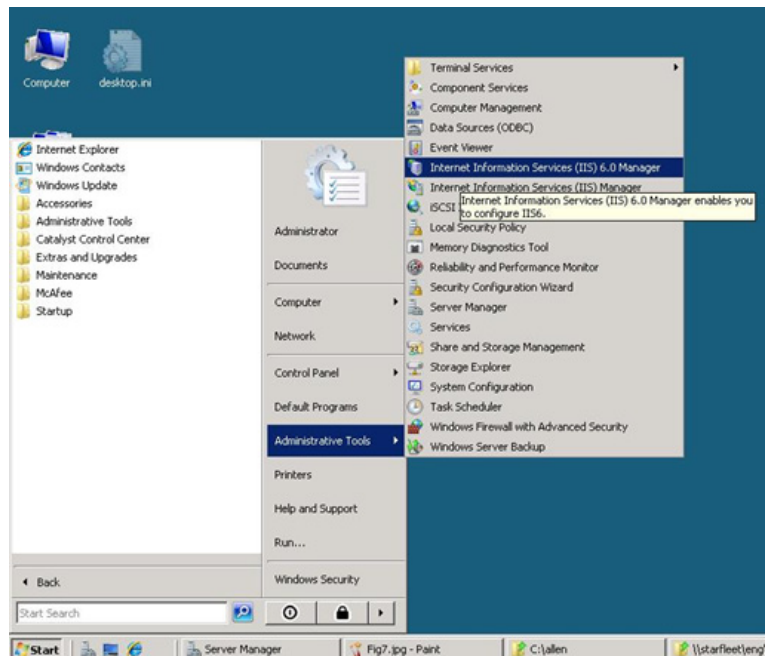 Computer
desktop.ini
Internet Explorer
Windows Contacts
Windows Update
Accessories
Administrative Tools
Catalyst Control Center
Extras and Upgrades
Maintenance
McAfee
Startup
Back
Start Search
Administrator
Documents
Computer
Network
Control Panel
Default Programs
Administrative Tools
Printers
Help and Support
Run...
Windows Security
Terminal Services
Component Services
Computer Management
Data Sources (ODBC)
Event Viewer
Internet Information Services (IIS) 6.0 Manager
Internet Information Services (IIS) Manager
iSCSI
Internet Information Services (IIS) 6.0 Manager enables you
to configure IIS6.
Local Security Policy
Memory Diagnostics Tool
Reliability and Performance Monitor
Security Configuration Wizard
Server Manager
Services
Share and Storage Management
Storage Explorer
System Configuration
Task Scheduler
Windows Firewall with Advanced Security
Windows Server Backup
Start
Server Manager
Fig7.jpg - Paint
C:\allen
\\starfleet\eng